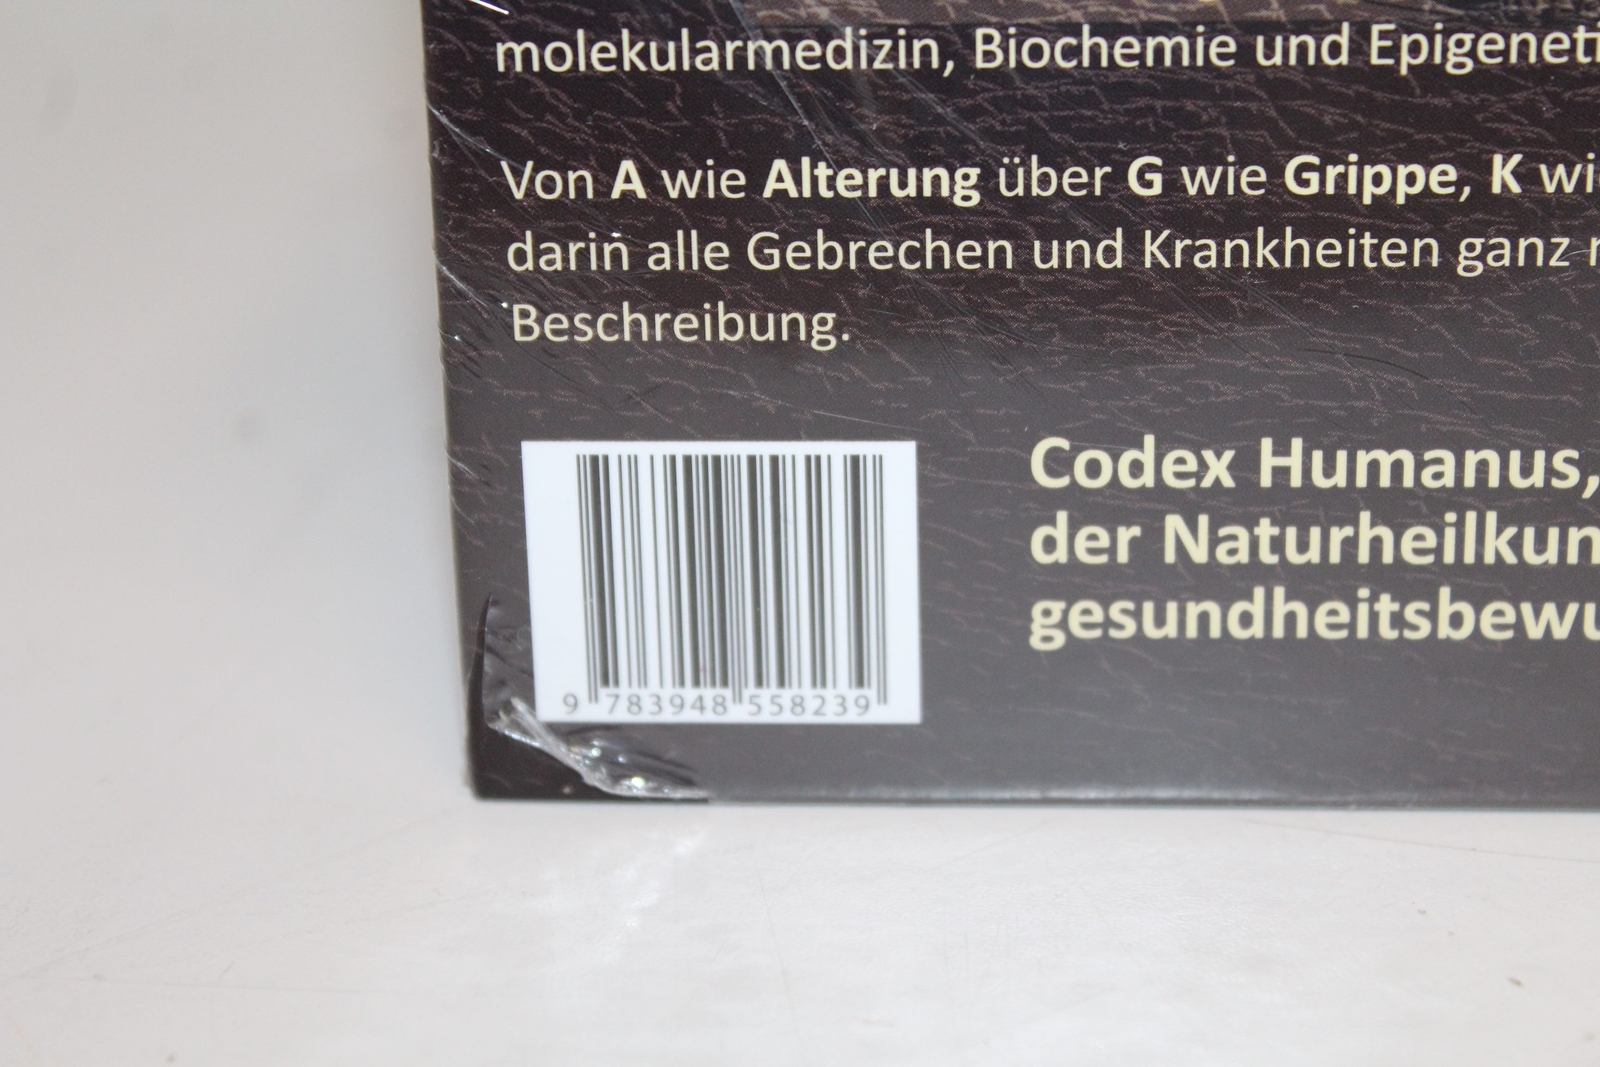 molekularmedizin, Biochemie und Epigeneti
Von A wie Alterung über G wie Grippe, K wie
darin alle Gebrechen und Krankheiten ganz
Beschreibung.
Codex Humanus,
der Naturheilkun
gesundheitsbewu
9 783948 558239